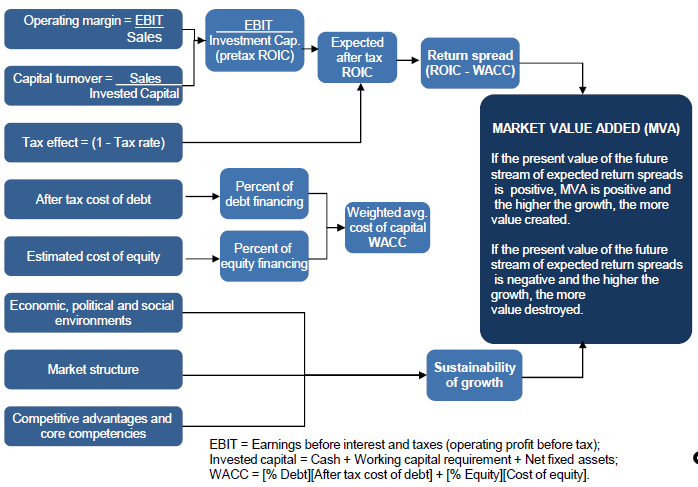 Operating margin = EBIT
Sales
Capital turnover = Sales
Invested Capital
Tax effect = (1 - Tax rate)
After tax cost of debt
Estimated cost of equity
Economic, political and social
environments
Market structure
Competitive advantages and
core competencies
EBIT
Investment Cap.
(pretax ROIC)
Expected
after tax
ROIC
Return spread
(ROIC - WACC)
Percent of
debt financing
Percent of
equity financing
Weighted avg.
cost of capital
WACC
Sustainability
of growth
MARKET VALUE ADDED (MVA)
If the present value of the future
stream of expected return spreads
is positive, MVA is positive and
the higher the growth, the more
value created.
If the present value of the future
stream of expected return spreads
is negative and the higher the
growth, the more
value destroyed.
EBIT = Earnings before interest and taxes (operating profit before tax);
Invested capital = Cash + Working capital requirement + Net fixed assets;
WACC = [% Debt][After tax cost of debt] + [% Equity][Cost of equity].